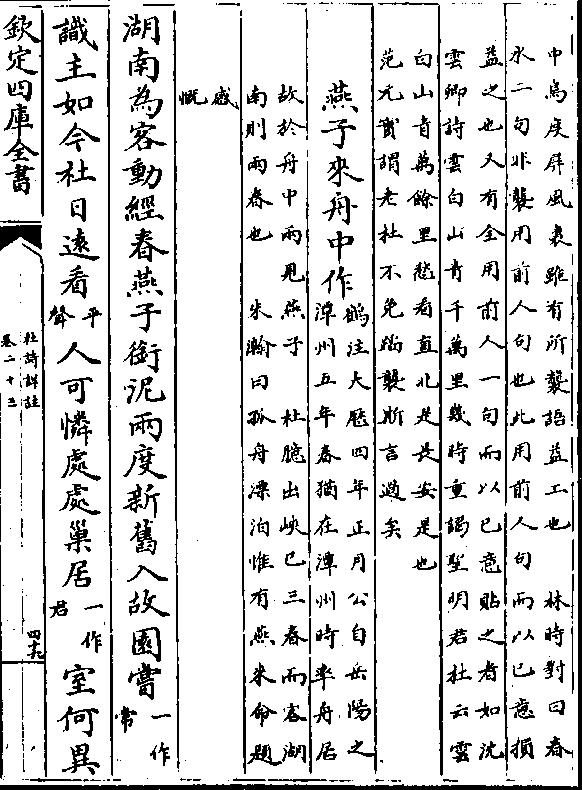 中鳥度屏風裏雖有所襲語益工也　林時對曰春
水二句非襲用前人句也此用前人句而以己意損
益之也又有全用前人一句而以己意貼之者如沈
雲卿詩雲白山青千萬里幾時重謁聖明君杜云雲
白山青萬餘里愁看直北是長安是也
范元實謂老杜不免蹈襲斯言過矣
燕子來舟中作
鶴注大厯四年正月公自岳陽之
潭州五年春猶在潭州時率舟居
故於舟中兩見燕子　杜臆出峽已三春而客湖
南則兩春也　朱瀚曰孤舟漂泊惟有燕來命題
感
慨
湖南為客動經春燕子銜泥兩度新舊入故園嘗一作常
識主如今社日遠看平聲人可憐處處巢居一作君室何異
欽定四庫全書
杜詩詳註
卷二十三
四十九